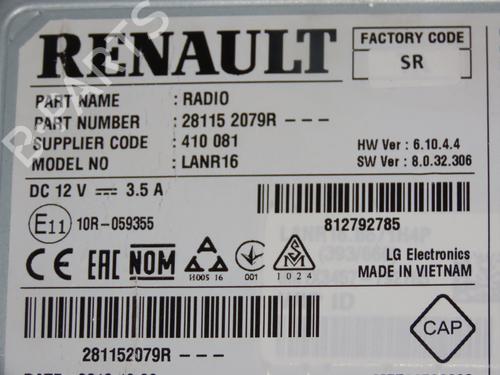 RENAULT
FACTORY CODE
SR
PART NAME : RADIO
PART NUMBER : 28115 2079R - - -
SUPPLIER CODE : 410 081
MODEL NO : LANR16
HW Ver : 6.10.4.4
SW Ver : 8.0.32.306
DC 12 V 3.5 A
E11 10R-059355
812792785
CE EAC NOM
H005 16
001
1024
LG Electronics
MADE IN VIETNAM
ID
CAP
281152079R - - -
B-PARTS